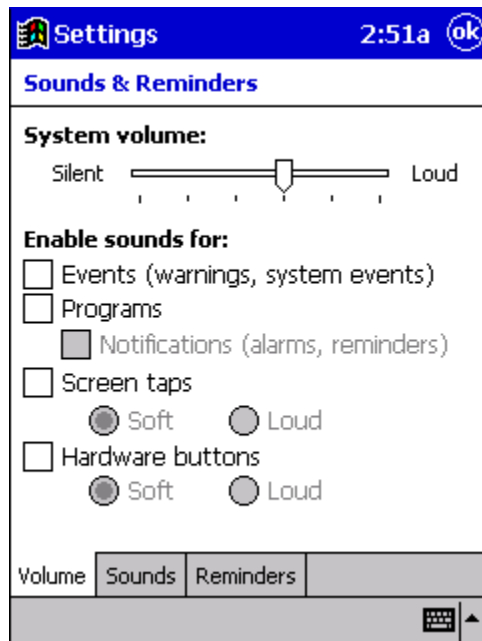 Settings 2:51a ok
Sounds & Reminders
System volume:
Silent Loud
Enable sounds for:
Events (warnings, system events)
Programs
Notifications (alarms, reminders)
Screen taps
Soft Loud
Hardware buttons
Soft Loud
Volume Sounds Reminders